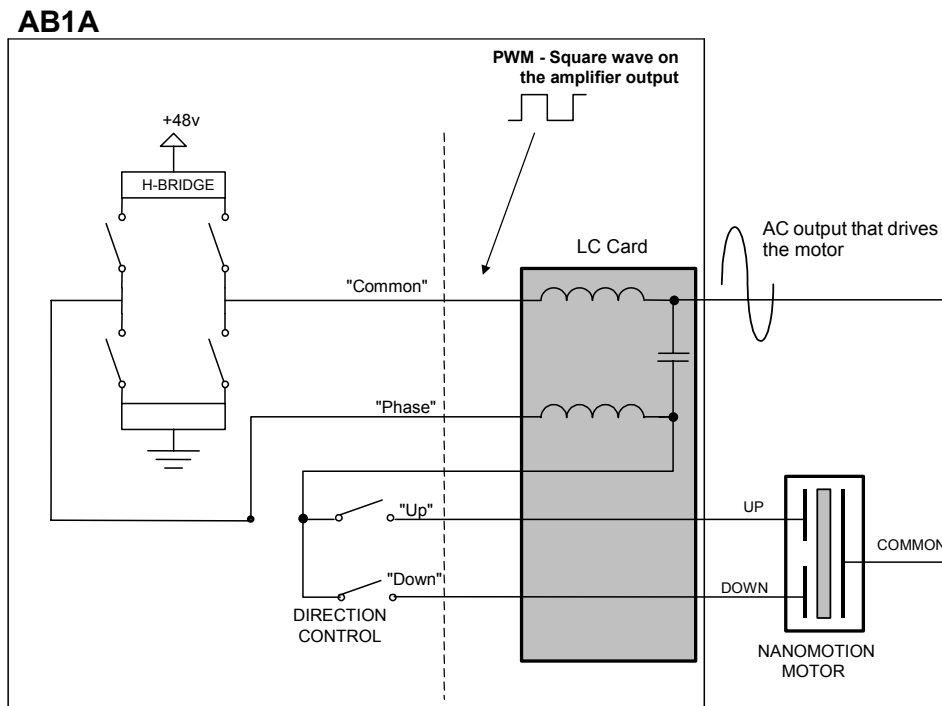 AB1A
PWM - Square wave on
the amplifier output
+48v
H-BRIDGE
LC Card
AC output that drives
the motor
"Common"
"Phase"
"Up"
UP
COMMON
"Down"
DOWN
DIRECTION
CONTROL
NANOMOTION
MOTOR